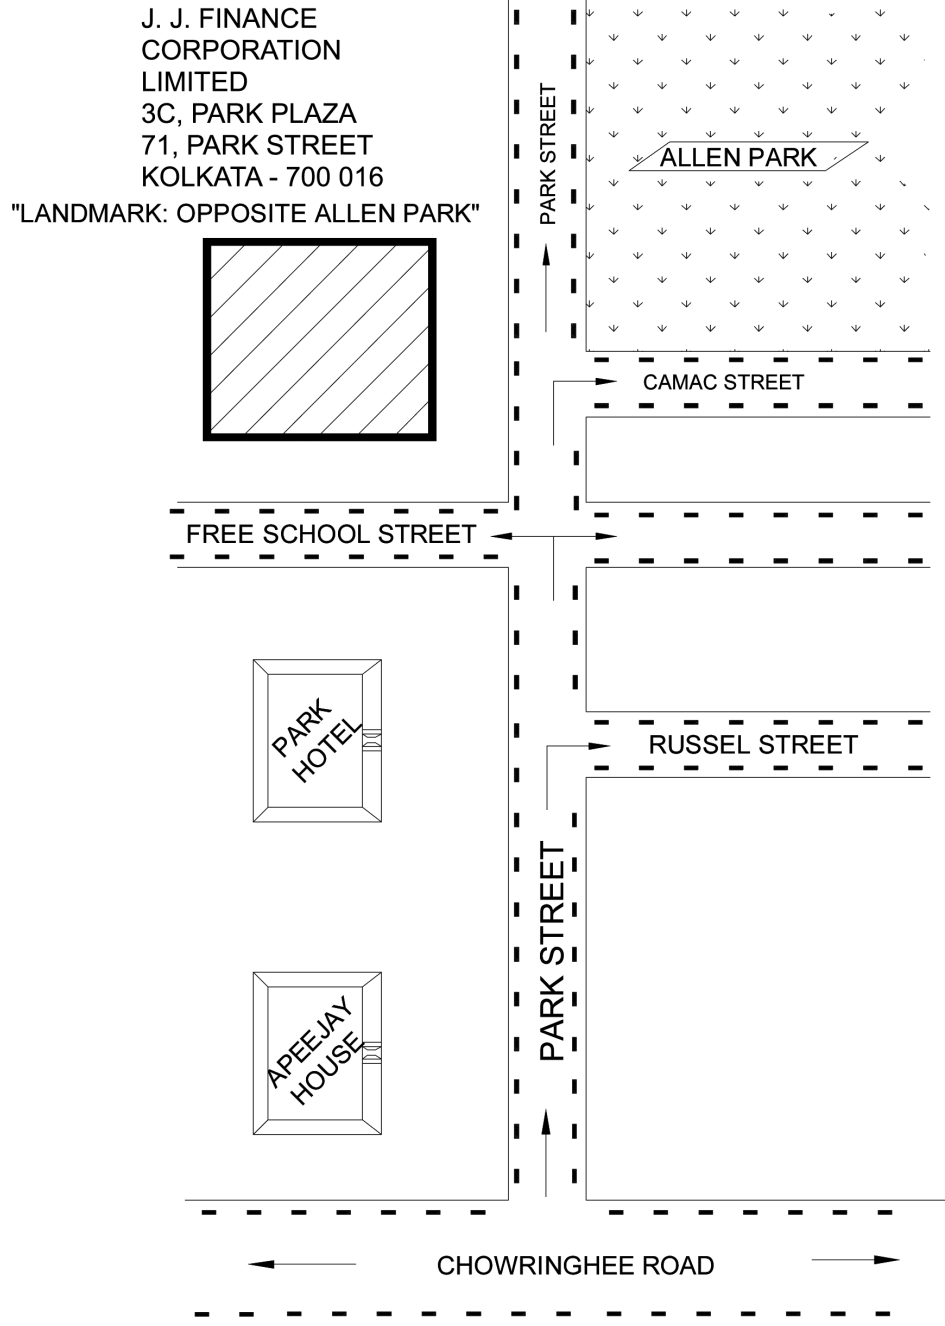 J. J. FINANCE
CORPORATION
LIMITED
3C, PARK PLAZA
71, PARK STREET
KOLKATA - 700 016
"LANDMARK: OPPOSITE ALLEN PARK"
PARK STREET
ALLEN PARK
CAMAC STREET
FREE SCHOOL STREET
PARK
HOTEL
RUSSEL STREET
PARK STREET
APEEJAY
HOUSE
CHOWRINGHEE ROAD